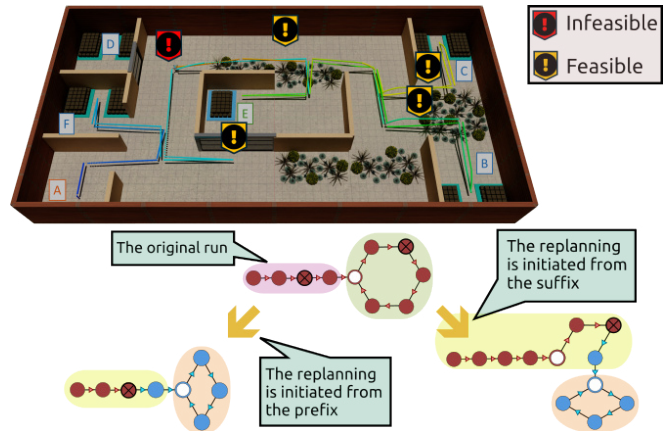 D
F
A
E
C
B
Infeasible
Feasible
The original run
The replanning
is initiated from
the suffix
The replanning
is initiated from
the prefix